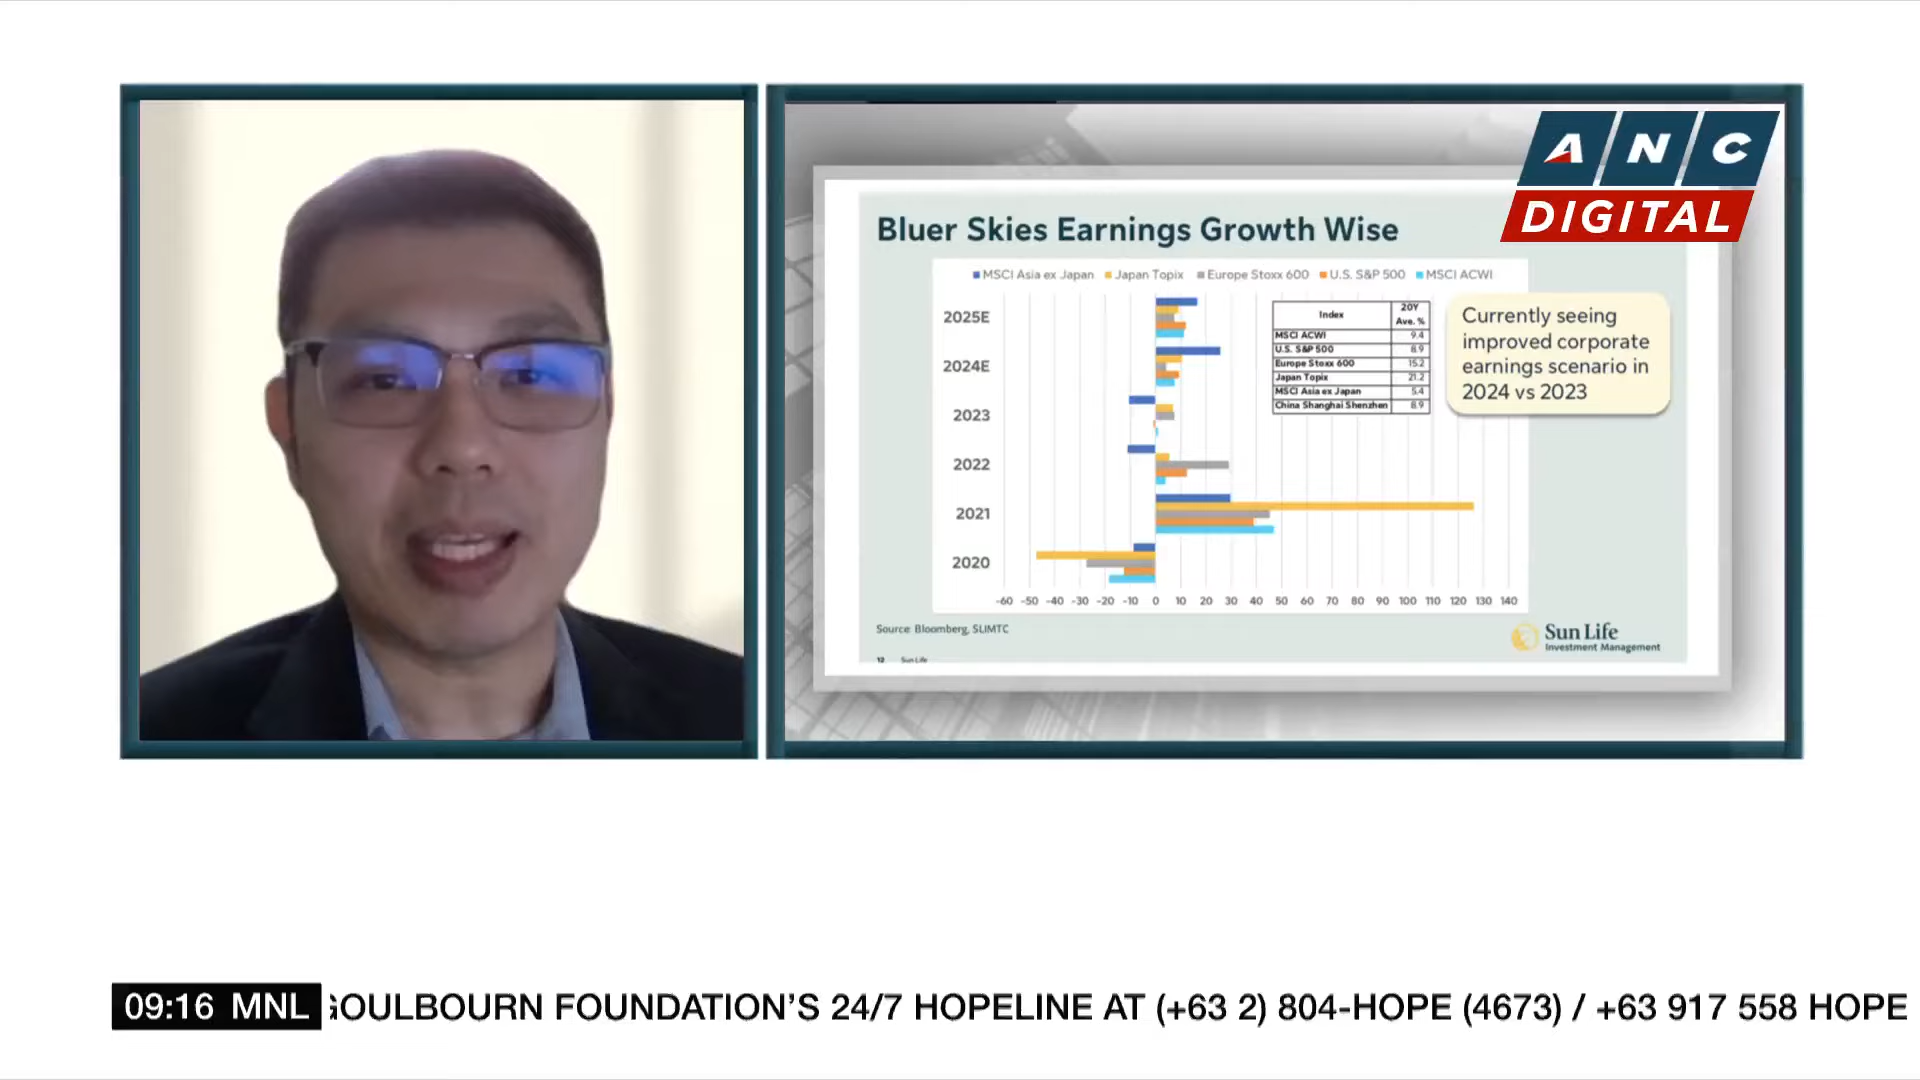 ANC
DIGITAL
Bluer Skies Earnings Growth Wise
MSCI Asia ex Japan Japan Topix Europe Stoxx 600 U.S. S&P 500 MSCI ACWI
2025E
2024E
2023
2022
2021
2020
-60 -50 -40 -30 -20 -10 0 10 20 30 40 50 60 70 80 90 100 110 120 130 140
Index 20Y Ave. %
MSCI ACWI 9.4
U.S. S&P 500 8.9
Europe Stoxx 600 15.2
Japan Topix 21.2
MSCI Asia ex Japan 5.4
China Shanghai Shenzhen 8.9
Currently seeing
improved corporate
earnings scenario in
2024 vs 2023
Source: Bloomberg, SLIMTC
Sun Life
Investment Management
12 Sun Life
09:16 MNL GOULBOURN FOUNDATION'S 24/7 HOPELINE AT (+63 2) 804-HOPE (4673) / +63 917 558 HOPE